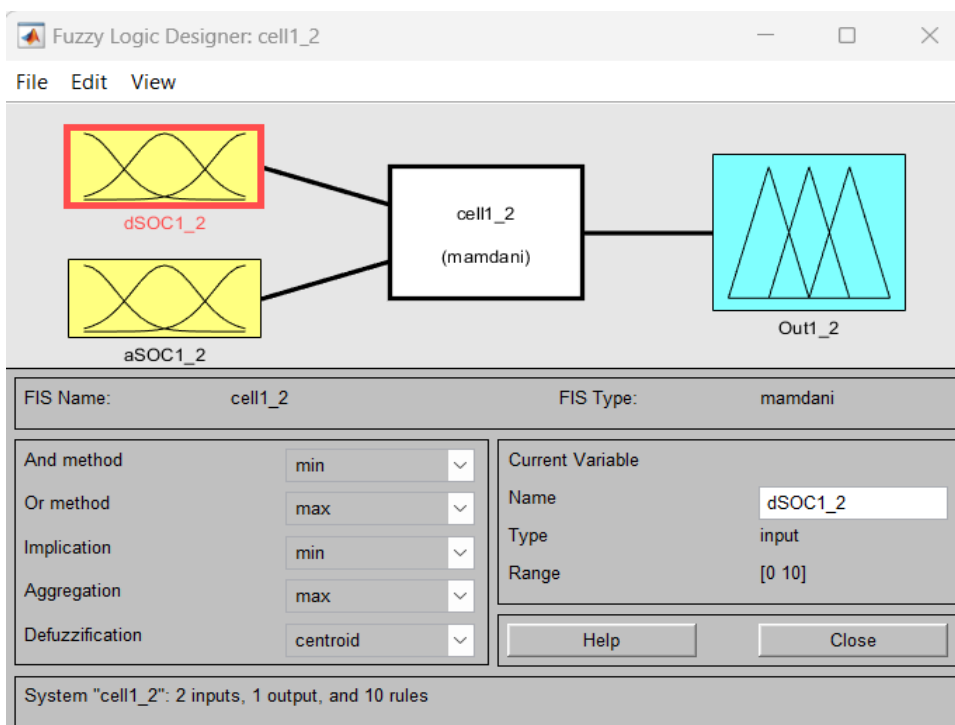 Fuzzy Logic Designer: cell1_2
File Edit View
dSOC1_2
aSOC1_2
cell1_2
(mamdani)
Out1_2
FIS Name: cell1_2 FIS Type: mamdani
And method min
Or method max
Implication min
Aggregation max
Defuzzification centroid
Current Variable
Name dSOC1_2
Type input
Range [0 10]
Help Close
System "cell1_2": 2 inputs, 1 output, and 10 rules